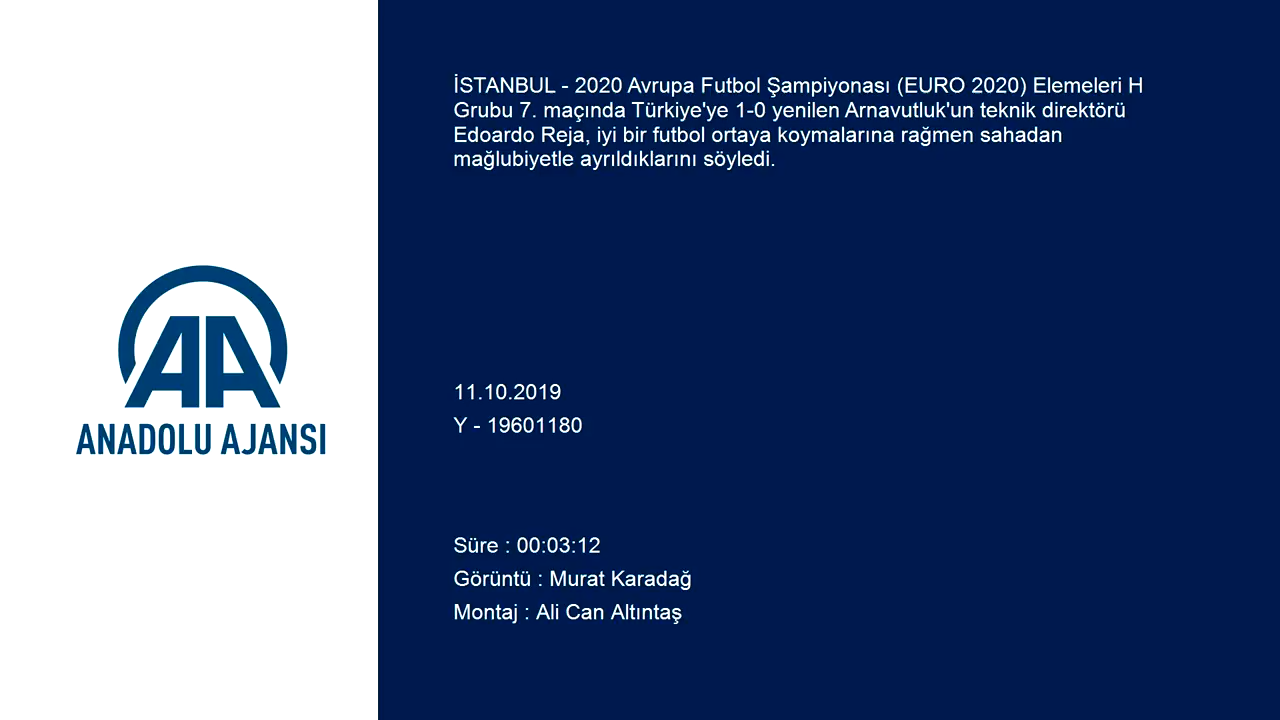 İSTANBUL - 2020 Avrupa Futbol Şampiyonası (EURO 2020) Elemeleri H
Grubu 7. maçında Türkiye'ye 1-0 yenilen Arnavutluk'un teknik direktörü
Edoardo Reja, iyi bir futbol ortaya koymalarına rağmen sahadan
mağlubiyetle ayrıldıklarını söyledi.
AA
ANADOLU AJANSI
11.10.2019
Y - 19601180
Süre : 00:03:12
Görüntü : Murat Karadağ
Montaj : Ali Can Altıntaş